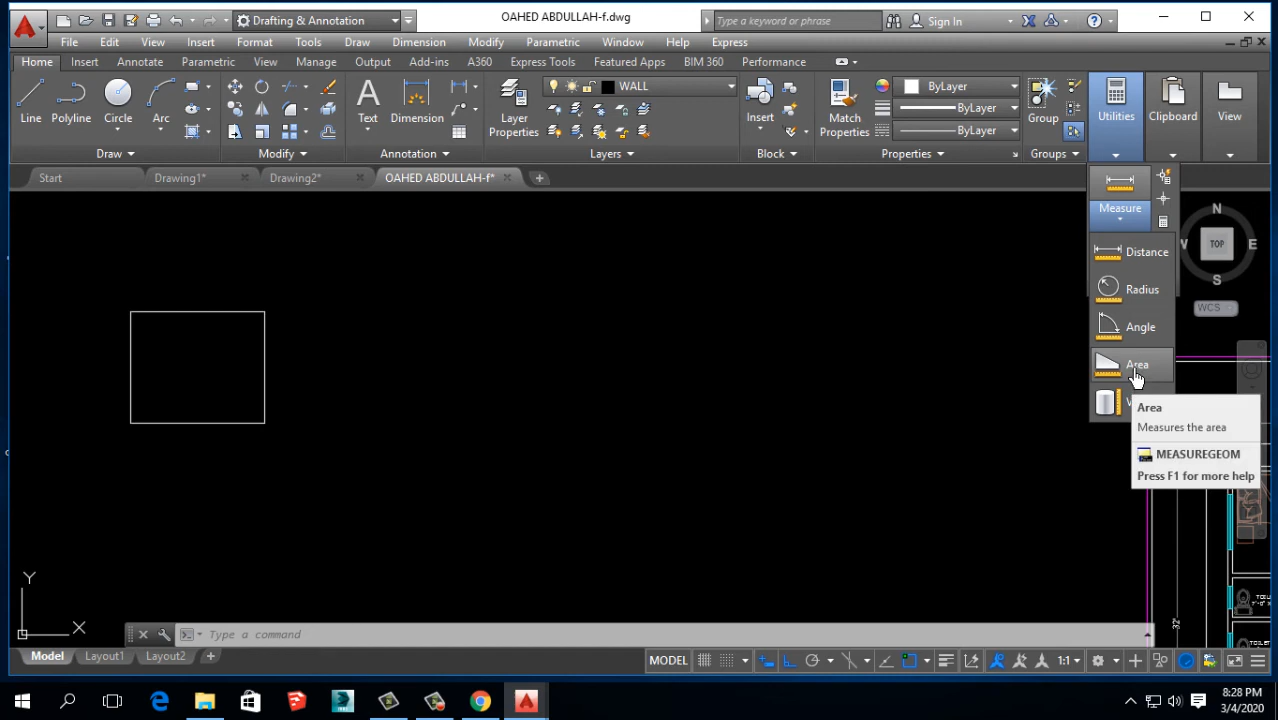 Drafting & Annotation
OAHED ABDULLAH-f.dwg
Type a keyword or phrase
Sign In
File Edit View Insert Format Tools Draw Dimension Modify Parametric Window Help Express
Home Insert Annotate Parametric View Manage Output Add-ins A360 Express Tools Featured Apps BIM 360 Performance
WALL
ByLayer
ByLayer
ByLayer
Line Polyline Circle Arc
Text Dimension
Layer Properties
Insert
Match Properties
Group
Utilities
Clipboard
View
Draw Modify Annotation Layers Block Properties Groups
Start Drawing1* Drawing2* OAHED ABDULLAH-f*
Measure
Distance
Radius
Angle
Area
V
Area
Measures the area
MEASUREGEOM
Press F1 for more help
N
W TOP E
S
WCS
TOILET
32'
Y
X
Type a command
Model Layout1 Layout2
MODEL
1:1
8:28 PM
3/4/2020